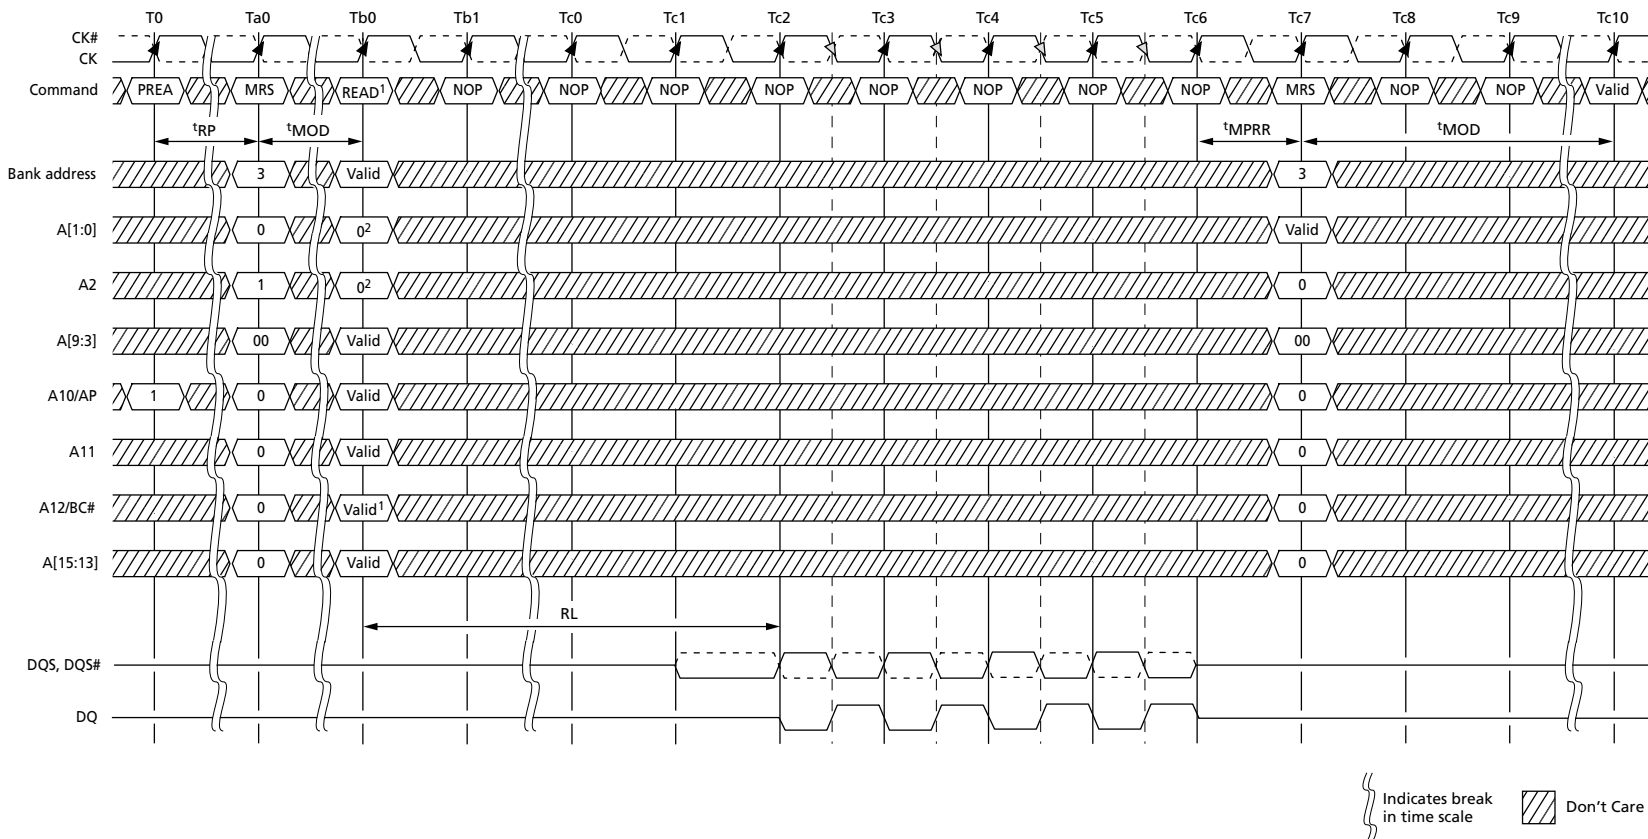 T0 Ta0 Tb0 Tb1 Tc0 Tc1 Tc2 Tc3 Tc4 Tc5 Tc6 Tc7 Tc8 Tc9 Tc10
CK#
CK
Command PREA MRS READ¹ NOP NOP NOP NOP NOP NOP NOP NOP MRS NOP NOP Valid
tRP tMOD tMPRR tMOD
Bank address 3 Valid 3
A[1:0] 0 0² Valid
A2 1 0² 0
A[9:3] 00 Valid 00
A10/AP 1 0 Valid 0
A11 0 Valid 0
A12/BC# 0 Valid¹ 0
A[15:13] 0 Valid 0
RL
DQS, DQS#
DQ
Indicates break
in time scale
Don't Care